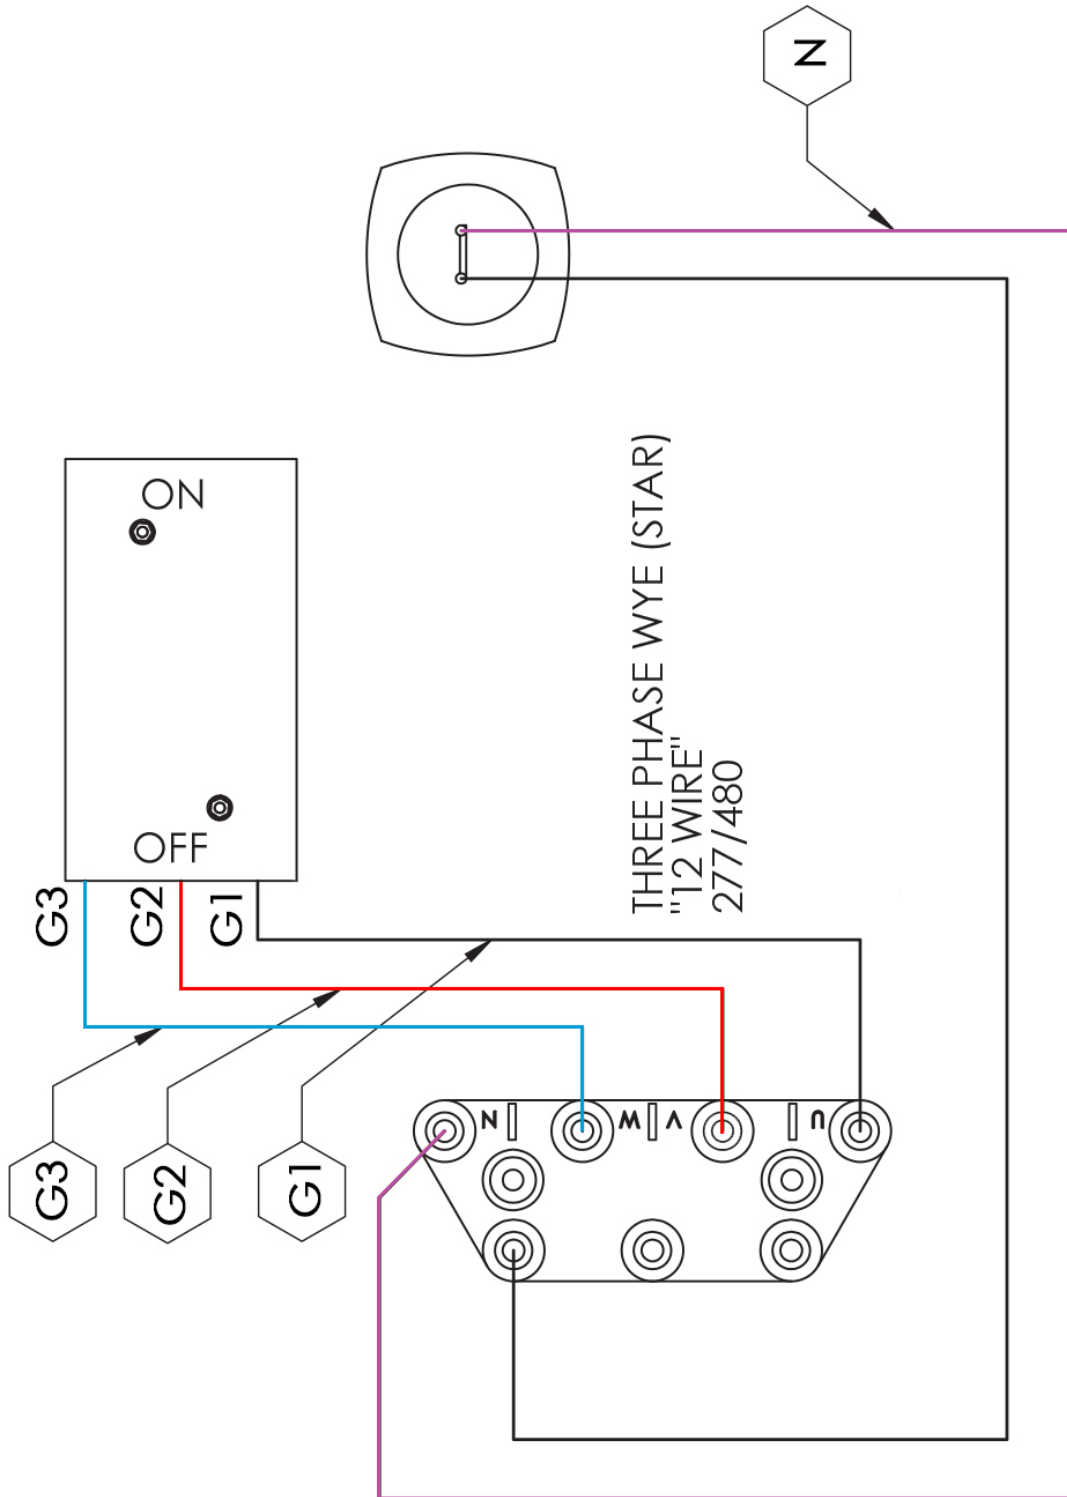 N
ON
OFF
G3
G2
G1
THREE PHASE WYE (STAR)
"12 WIRE"
277/480
G3
G2
G1
N
W
V
U